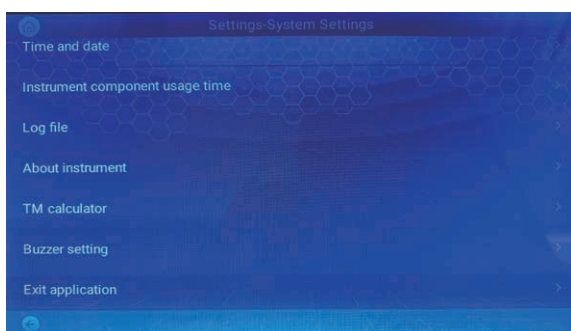 Settings-System Settings
Time and date
Instrument component usage time
Log file
About instrument
TM calculator
Buzzer setting
Exit application